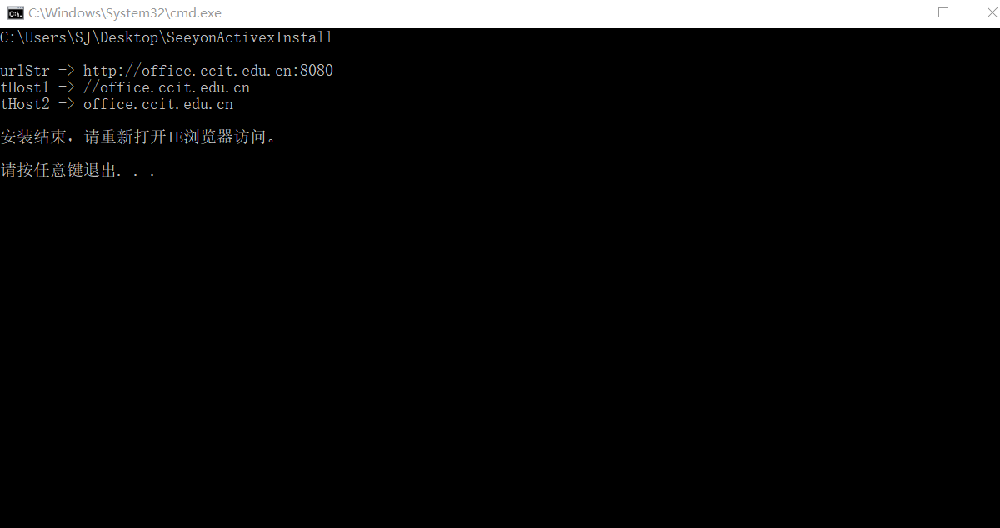 C:\Windows\System32\cmd.exe
C:\Users\SJ\Desktop\SeeyonActivexInstall
urlStr -> http://office.ccit.edu.cn:8080
tHost1 -> //office.ccit.edu.cn
tHost2 -> office.ccit.edu.cn
安装结束，请重新打开IE浏览器访问。
请按任意键退出. . .